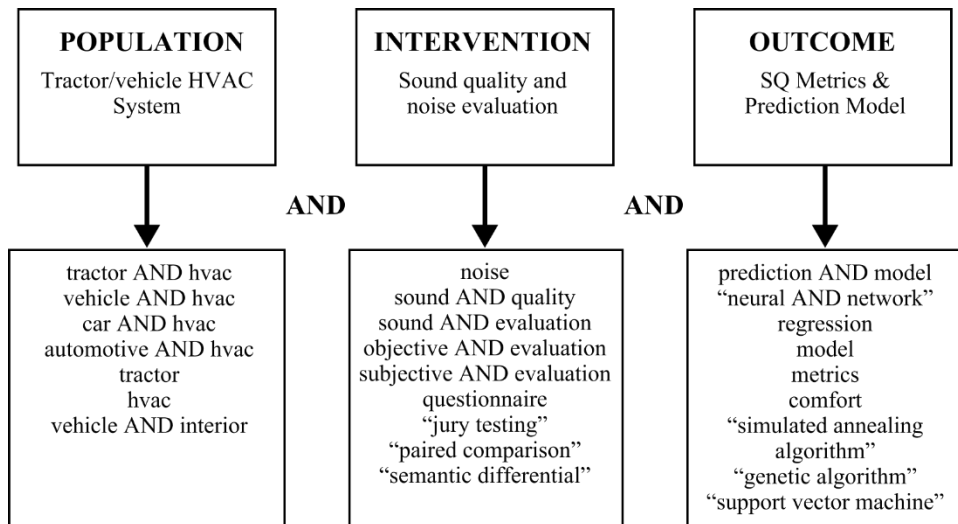 POPULATION
Tractor/vehicle HVAC
System
INTERVENTION
Sound quality and
noise evaluation
OUTCOME
SQ Metrics &
Prediction Model
AND
AND
tractor AND hvac
vehicle AND hvac
car AND hvac
automotive AND hvac
tractor
hvac
vehicle AND interior
noise
sound AND quality
sound AND evaluation
objective AND evaluation
subjective AND evaluation
questionnaire
“jury testing”
“paired comparison”
“semantic differential”
prediction AND model
“neural AND network”
regression
model
metrics
comfort
“simulated annealing
algorithm”
“genetic algorithm”
“support vector machine”